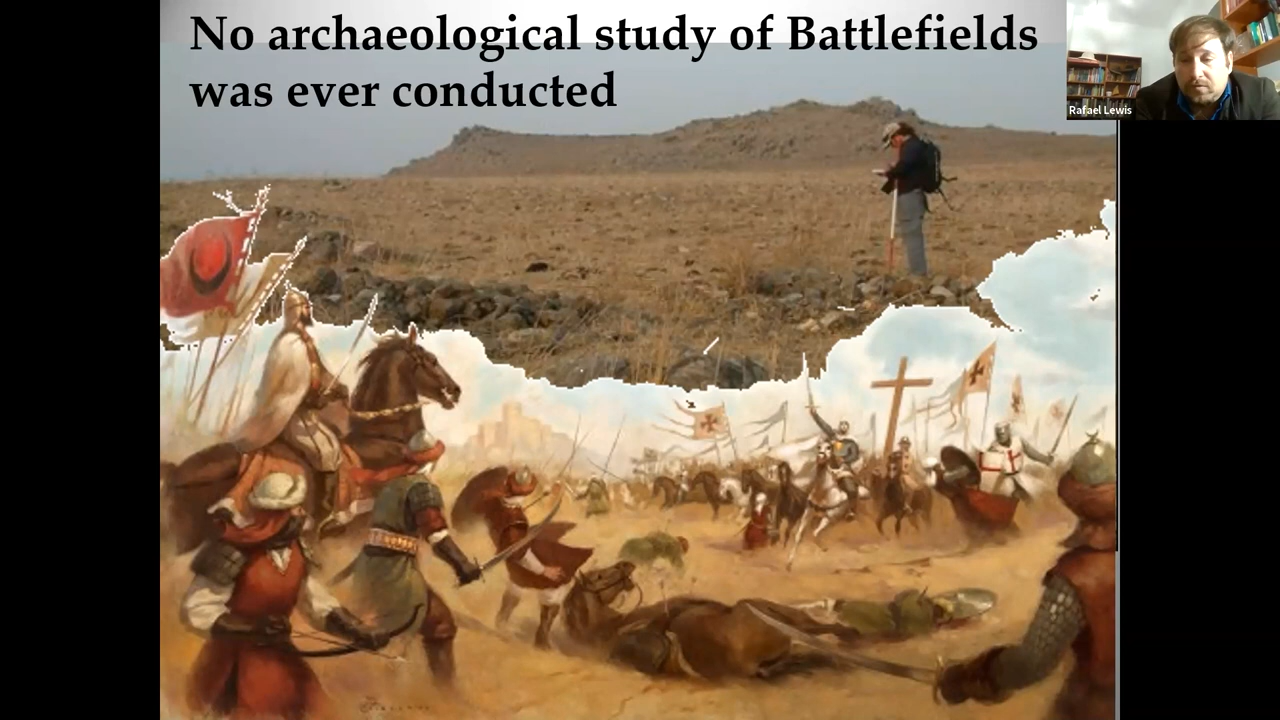 No archaeological study of Battlefields
was ever conducted
Rafael Lewis